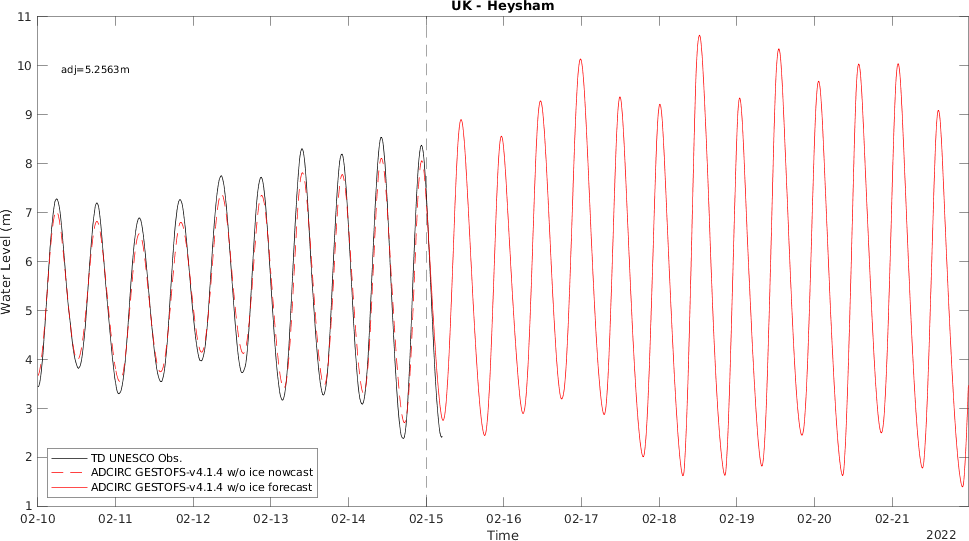 UK - Heysham
11
10
9
8
7
6
5
4
3
2
1
Water Level (m)
adj=5.2563m
TD UNESCO Obs.
ADCIRC GESTOFS-v4.1.4 w/o ice nowcast
ADCIRC GESTOFS-v4.1.4 w/o ice forecast
02-10 02-11 02-12 02-13 02-14 02-15 02-16 02-17 02-18 02-19 02-20 02-21
Time
2022